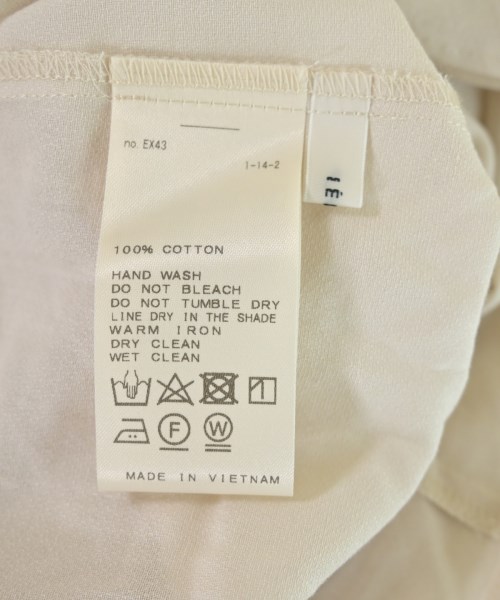 no. EX43
1-14-2
100% COTTON
HAND WASH
DO NOT BLEACH
DO NOT TUMBLE DRY
LINE DRY IN THE SHADE
WARM IRON
DRY CLEAN
WET CLEAN
F
W
MADE IN VIETNAM